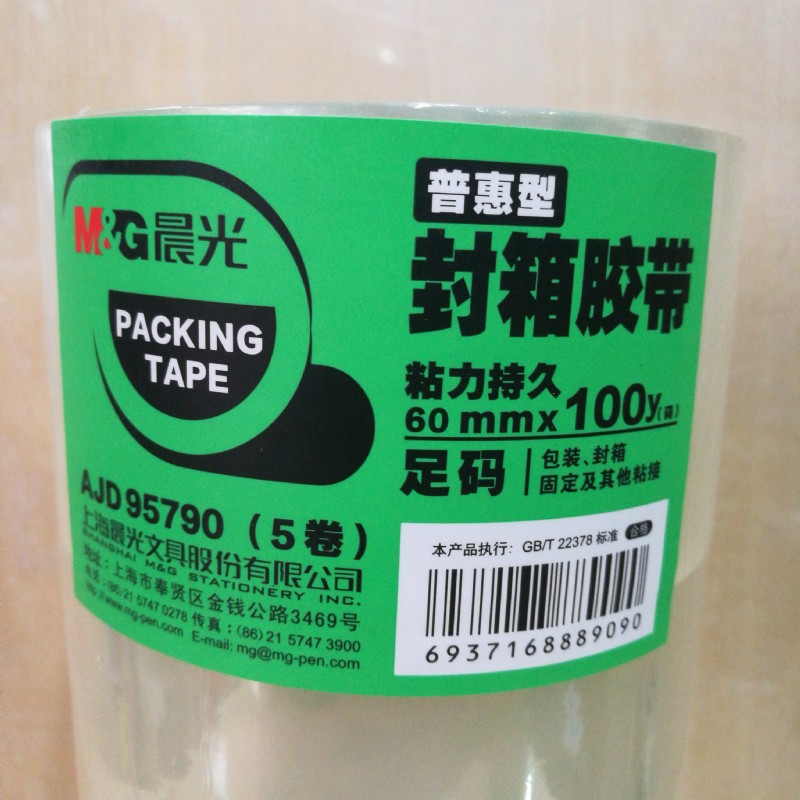 M&G晨光
PACKING
TAPE
普惠型
封箱胶带
粘力持久
60 mm x 100y(码)
足码
包装、封箱
固定及其他粘接
AJD95790 (5卷)
上海晨光文具股份有限公司
SHANGHAI M&G STATIONERY INC.
地址:上海市奉贤区金钱公路3469号
电话:(86)21 5747 0278 传真:(86)21 5747 3900
http://www.mg-pen.com E-mail: mg@mg-pen.com
本产品执行: GB/T 22378 标准 合格
6937168889090